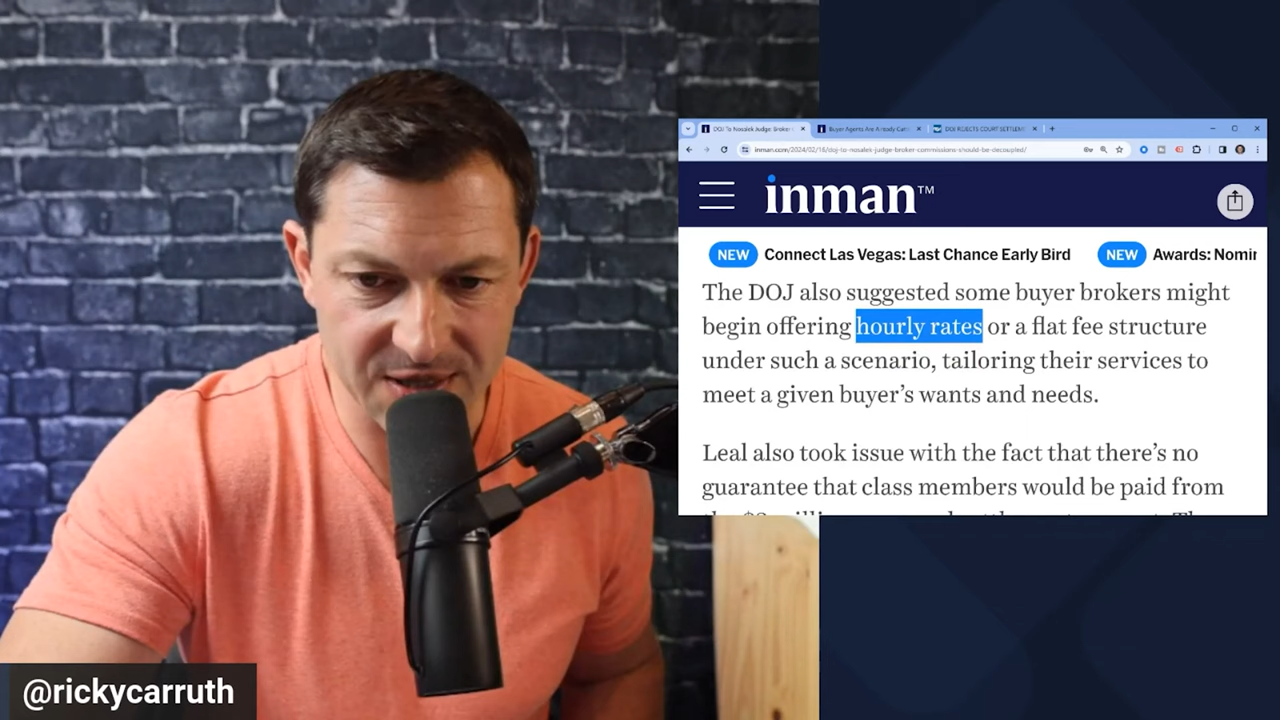 DOJ To Nosalek Judge: Broker
Buyer Agents Are Already
DOJ REJECTS COURT SETTLEM
inman.com/2024/02/16/doj-to-nosalek-judge-broker-commissions-should-be-decoupled/
inman™
NEW Connect Las Vegas: Last Chance Early Bird NEW Awards: Nomin
The DOJ also suggested some buyer brokers might
begin offering hourly rates or a flat fee structure
under such a scenario, tailoring their services to
meet a given buyer's wants and needs.
Leal also took issue with the fact that there's no
guarantee that class members would be paid from
@rickycarruth